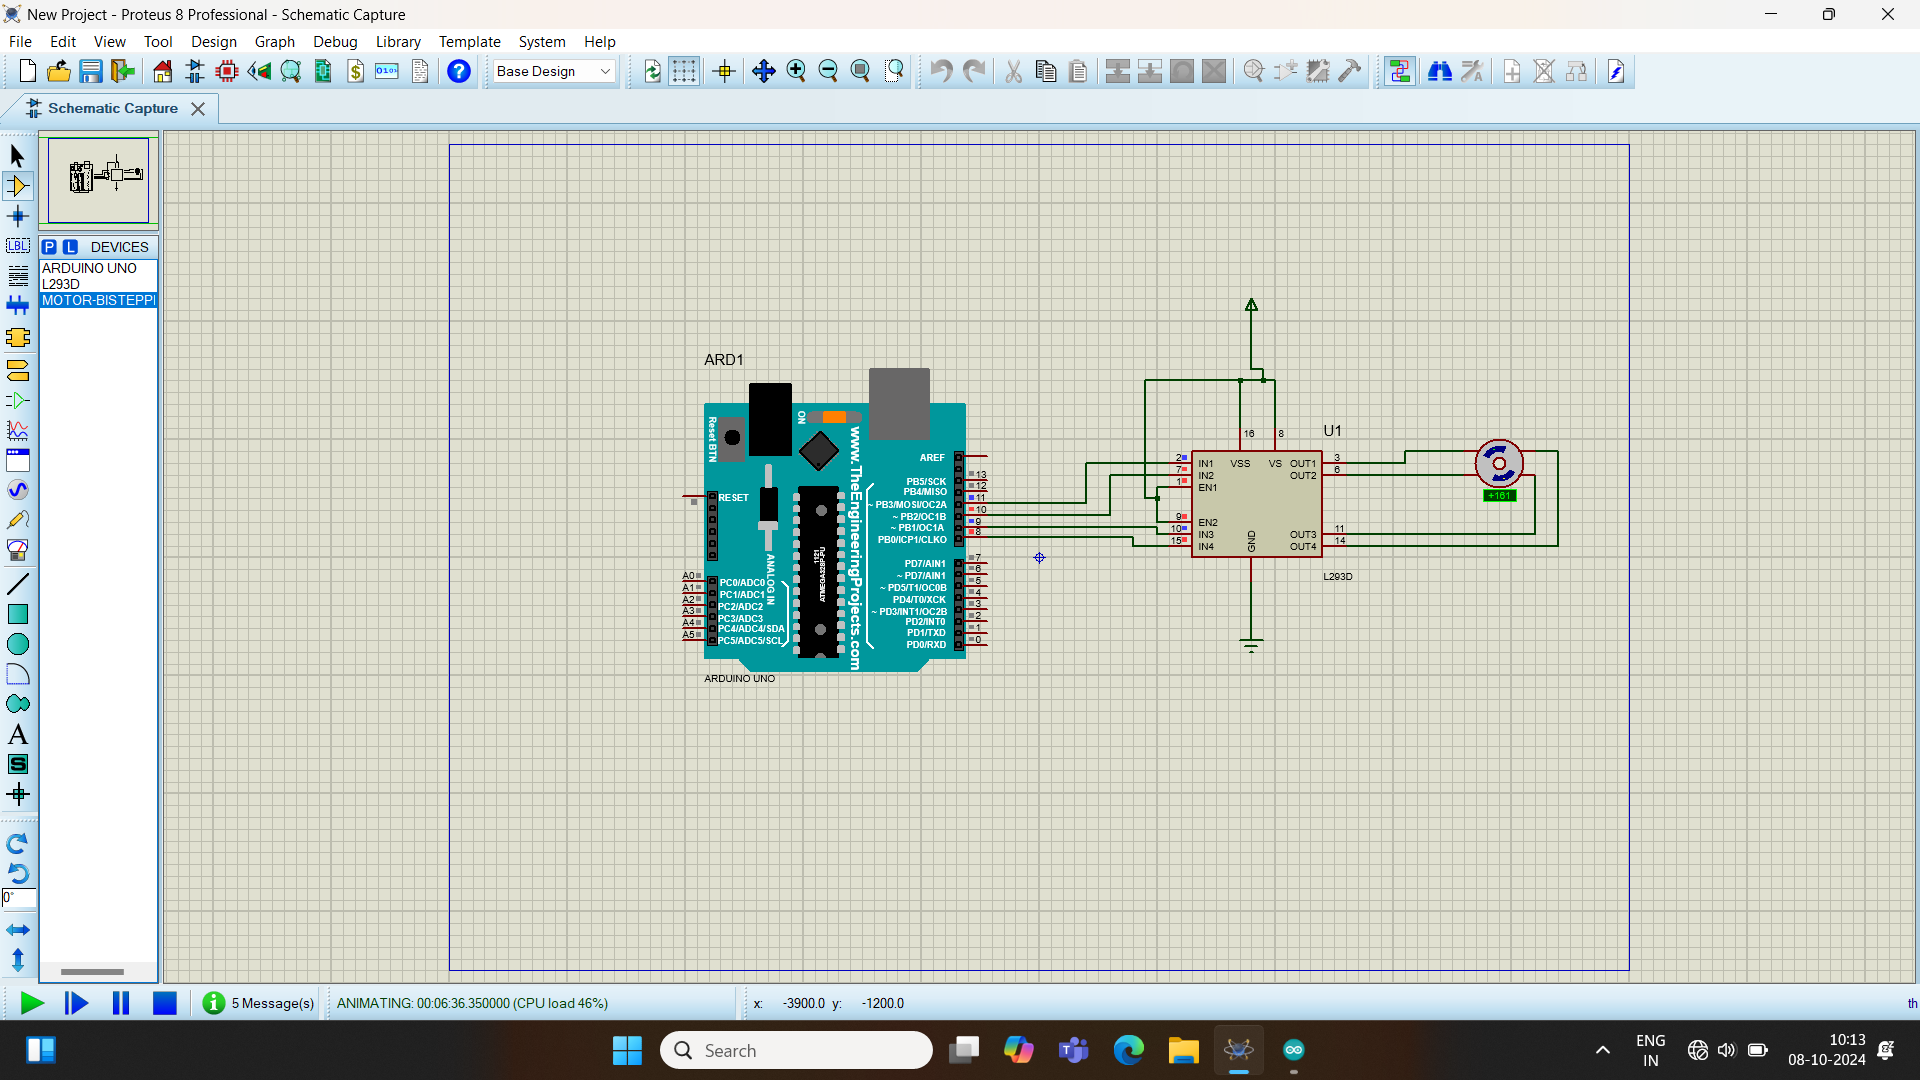 New Project - Proteus 8 Professional - Schematic Capture
File Edit View Tool Design Graph Debug Library Template System Help
Base Design
Schematic Capture
P L DEVICES
ARDUINO UNO
L293D
MOTOR-BISTEPP
LBL
A
S
0°
ARD1
Reset BTN
ON
www.TheEngineeringProjects.com
RESET
ANALOG IN
1121
ATMEGA328P-PU
A0 PC0/ADC0
A1 PC1/ADC1
A2 PC2/ADC2
A3 PC3/ADC3
A4 PC4/ADC4/SDA
A5 PC5/ADC5/SCL
AREF
PB5/SCK 13
PB4/MISO 12
~ PB3/MOSI/OC2A 11
~ PB2/OC1B 10
~ PB1/OC1A 9
PB0/ICP1/CLKO 8
PD7/AIN1 7
~ PD7/AIN1 6
~ PD5/T1/OC0B 5
PD4/T0/XCK 4
~ PD3/INT1/OC2B 3
PD2/INT0 2
PD1/TXD 1
PD0/RXD 0
ARDUINO UNO
U1
16 8
2 IN1 VSS VS OUT1 3
7 IN2 OUT2 6
1 EN1
9 EN2
10 IN3 OUT3 11
15 IN4 GND OUT4 14
L293D
+161
5 Message(s)
ANIMATING: 00:06:36.350000 (CPU load 46%)
x: -3900.0 y: -1200.0
th
Search
ENG
IN
10:13
08-10-2024